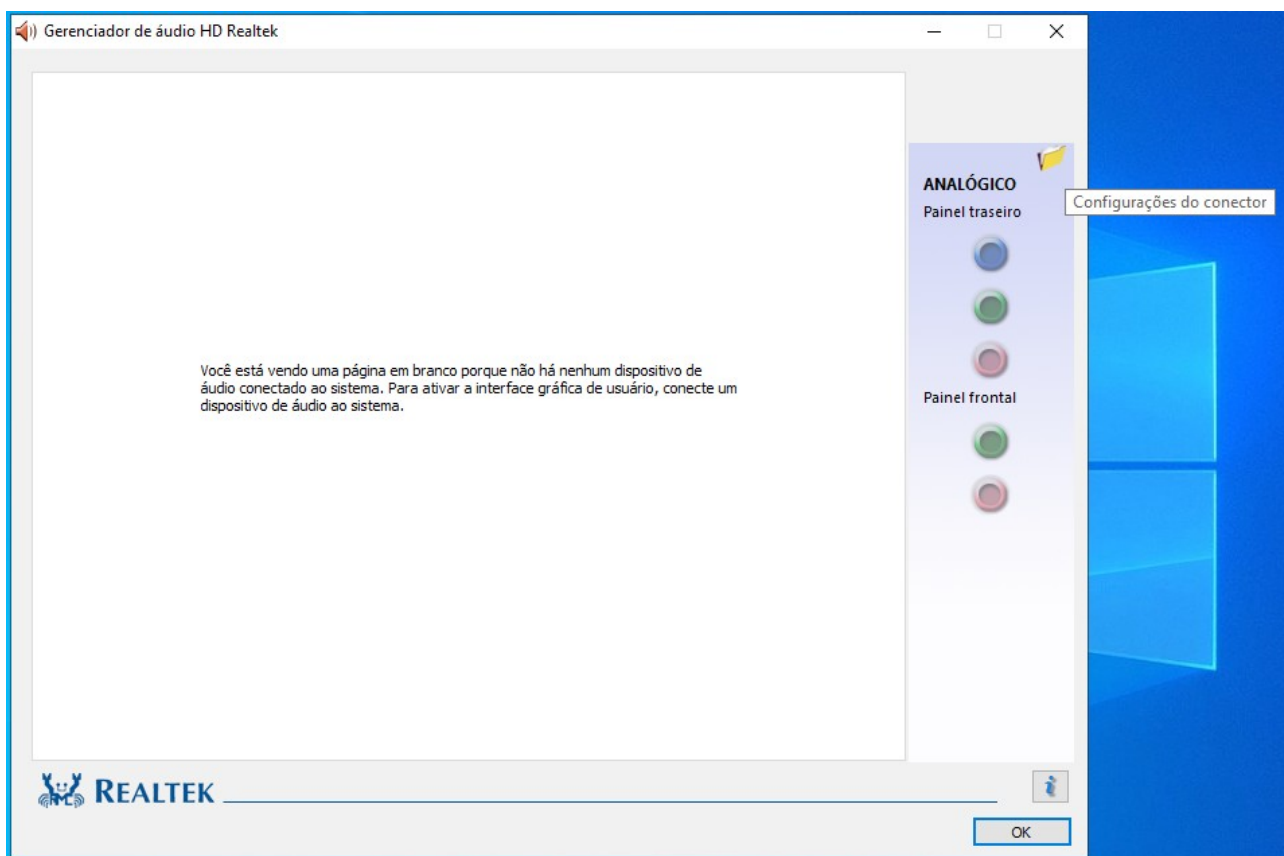 Gerenciador de áudio HD Realtek
ANALÓGICO
Configurações do conector
Painel traseiro
Você está vendo uma página em branco porque não há nenhum dispositivo de
áudio conectado ao sistema. Para ativar a interface gráfica de usuário, conecte um
dispositivo de áudio ao sistema.
Painel frontal
REALTEK
i
OK